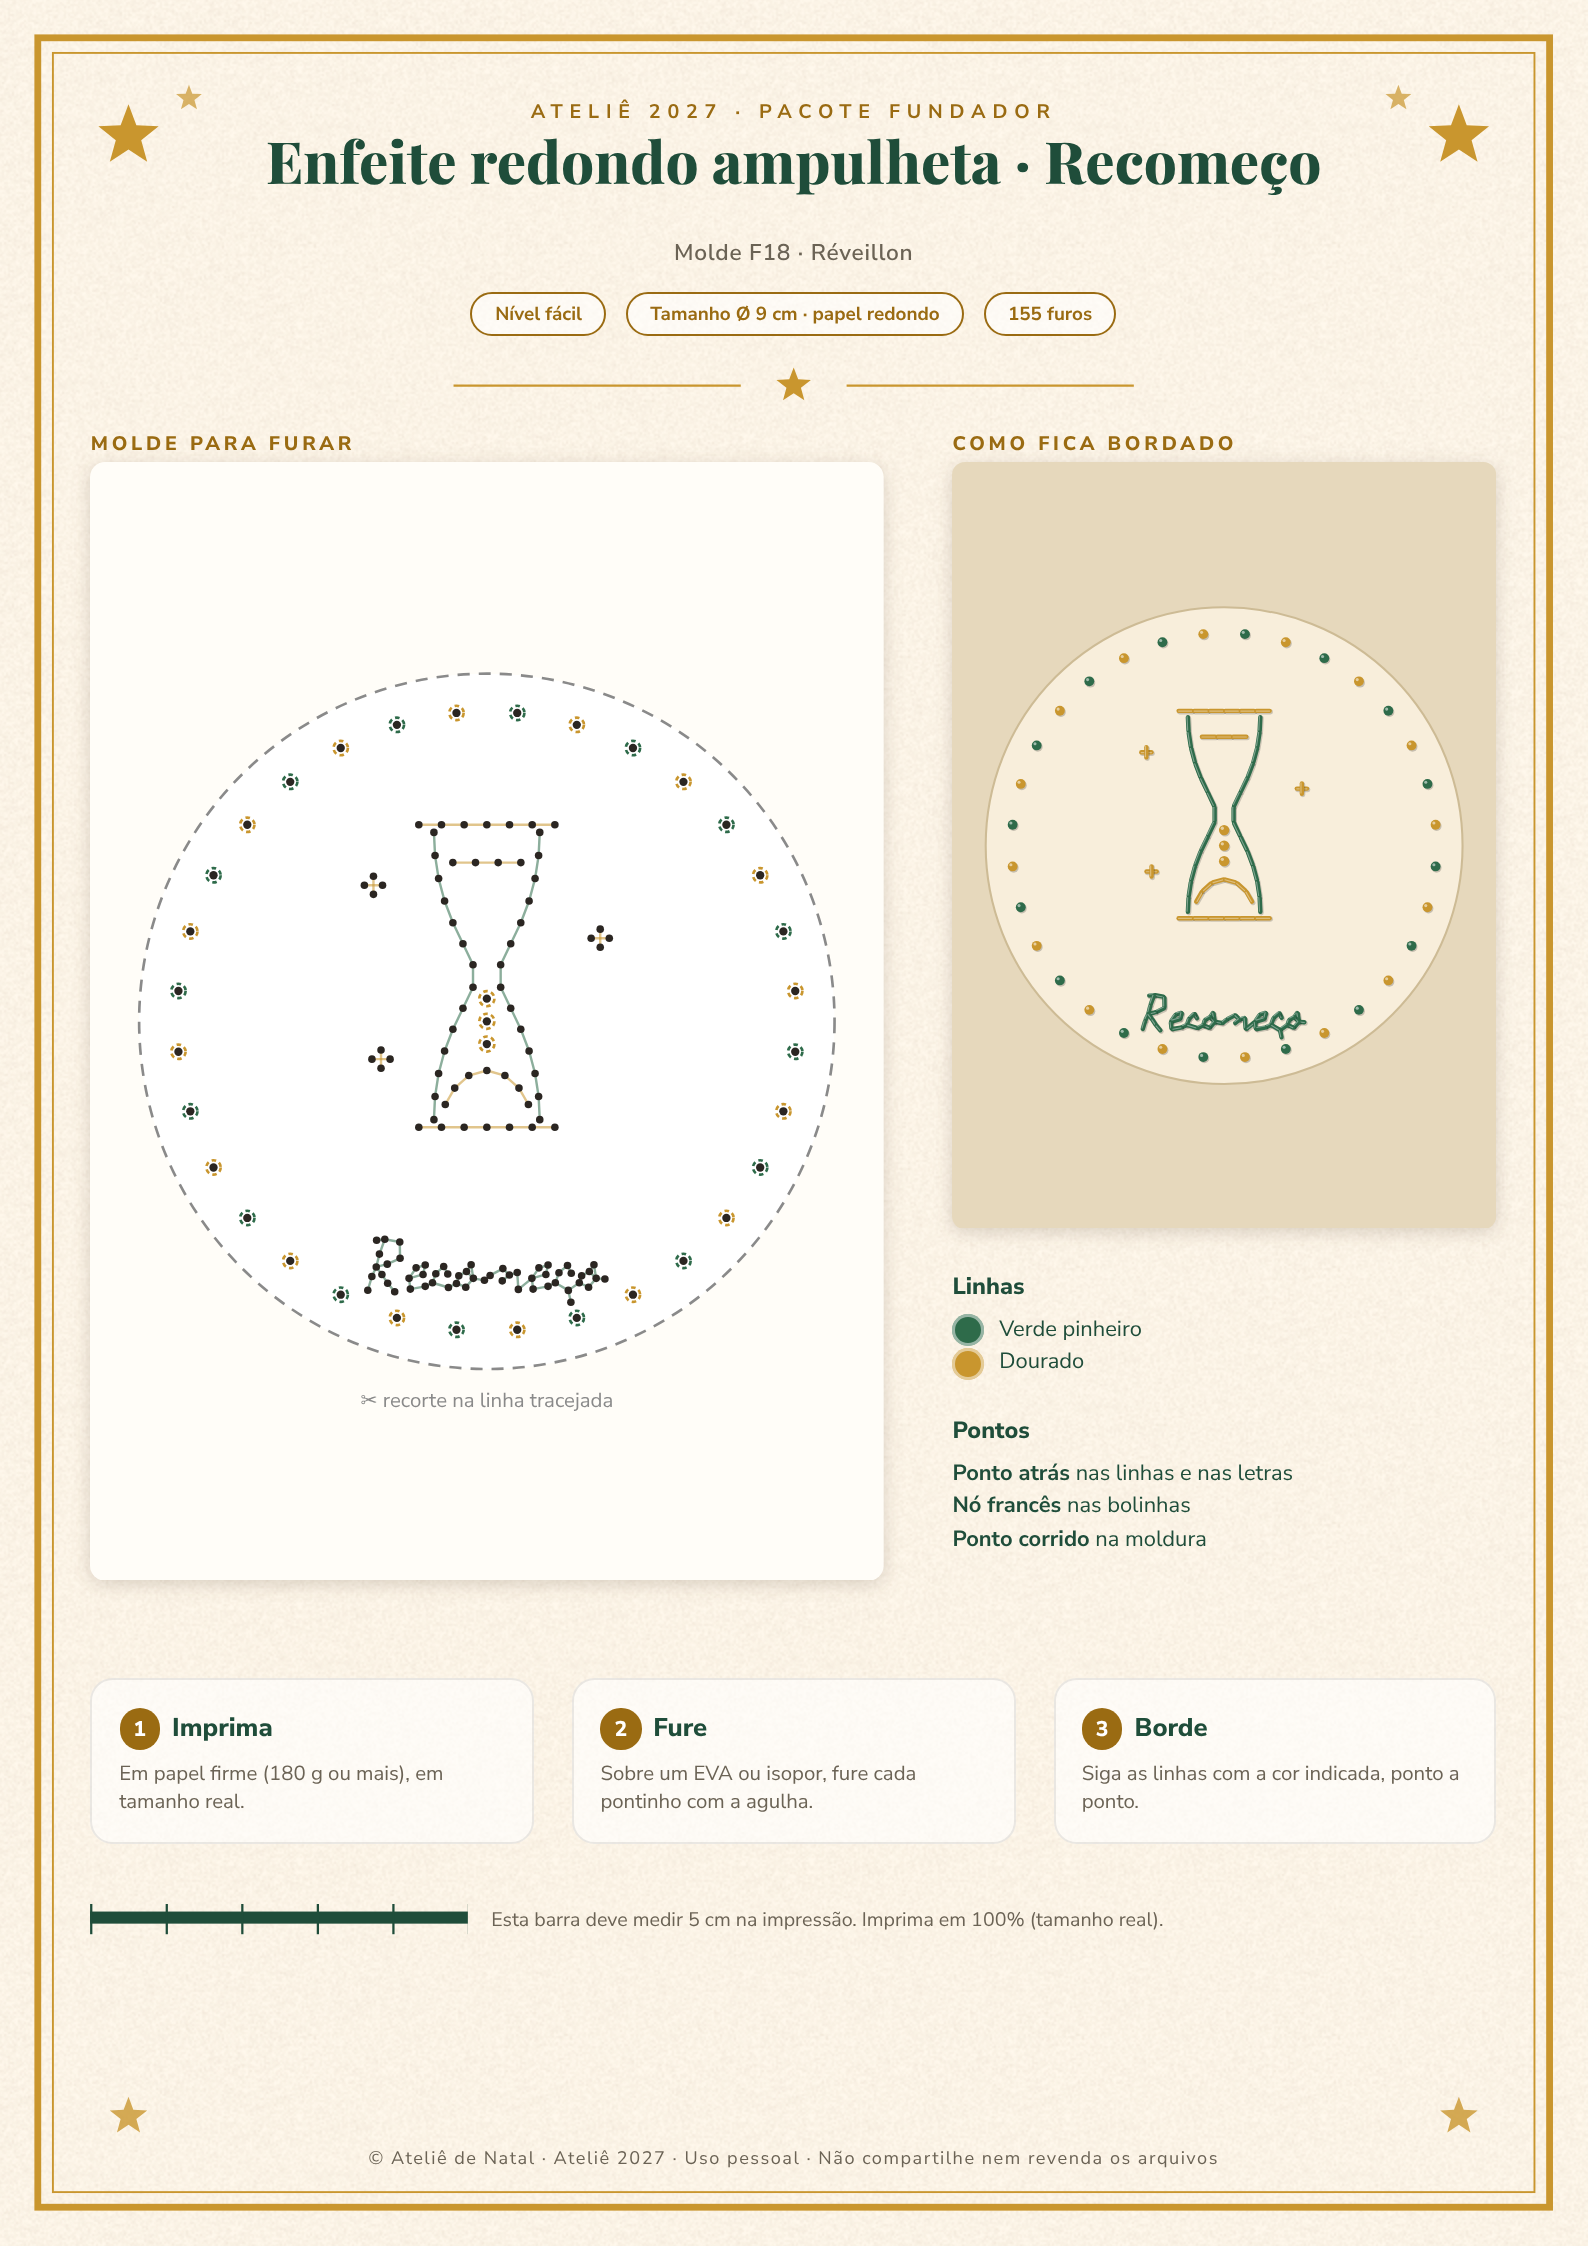 ATELIÊ 2027 · PACOTE FUNDADOR
Enfeite redondo ampulheta · Recomeço
Molde F18 · Réveillon
Nível fácil
Tamanho Ø 9 cm · papel redondo
155 furos
MOLDE PARA FURAR
Recomeço
✂ recorte na linha tracejada
COMO FICA BORDADO
Recomeço
Linhas
Verde pinheiro
Dourado
Pontos
Ponto atrás nas linhas e nas letras
Nó francês nas bolinhas
Ponto corrido na moldura
1 Imprima
Em papel firme (180 g ou mais), em
tamanho real.
2 Fure
Sobre um EVA ou isopor, fure cada
pontinho com a agulha.
3 Borde
Siga as linhas com a cor indicada, ponto a
ponto.
Esta barra deve medir 5 cm na impressão. Imprima em 100% (tamanho real).
© Ateliê de Natal · Ateliê 2027 · Uso pessoal · Não compartilhe nem revenda os arquivos